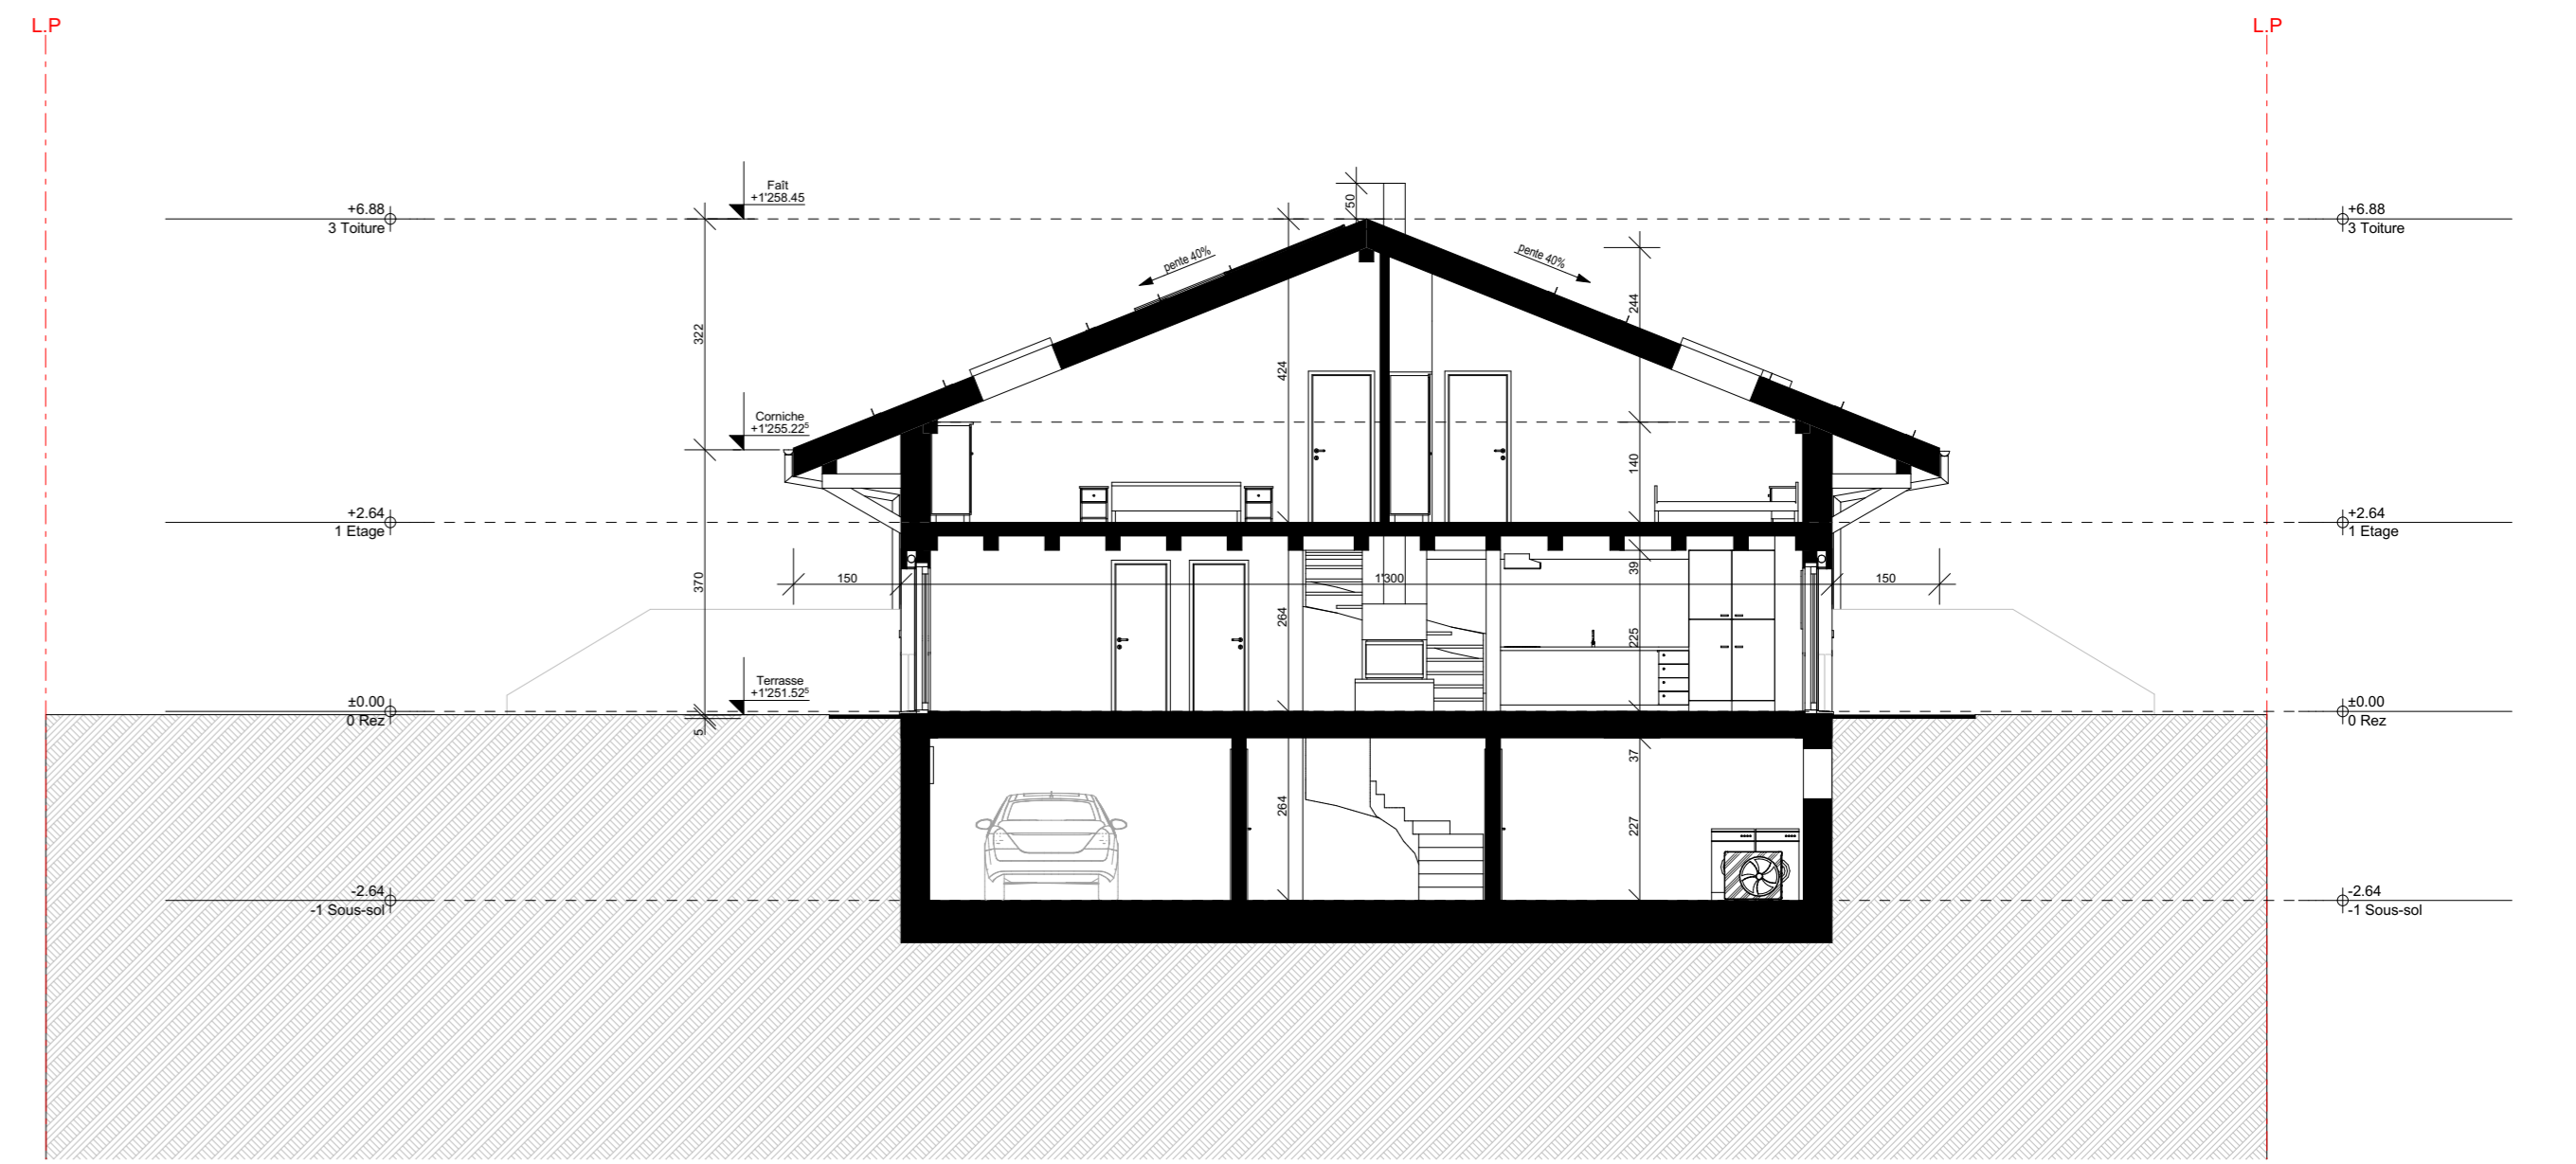 L.P
L.P
Faît
+1'258.45
50
+6.88
3 Toiture
+6.88
3 Toiture
pente 40%
pente 40%
244
322
424
Corniche
+1'255.22⁵
140
+2.64
1 Etage
+2.64
1 Etage
39
150
1'300
150
370
264
225
Terrasse
+1'251.52⁵
±0.00
0 Rez
±0.00
0 Rez
5
37
264
227
-2.64
-1 Sous-sol
-2.64
-1 Sous-sol